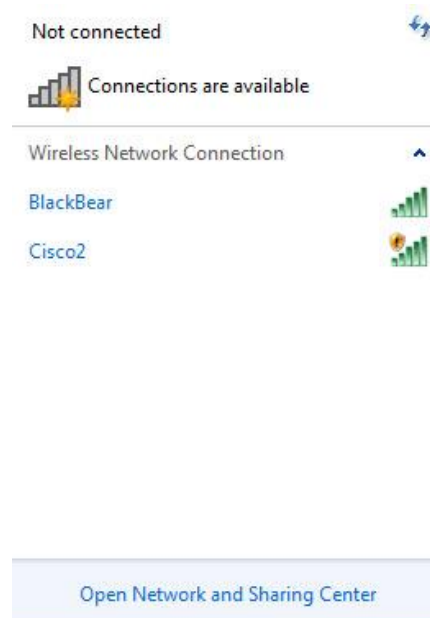 Not connected
Connections are available
Wireless Network Connection
BlackBear
Cisco2
Open Network and Sharing Center